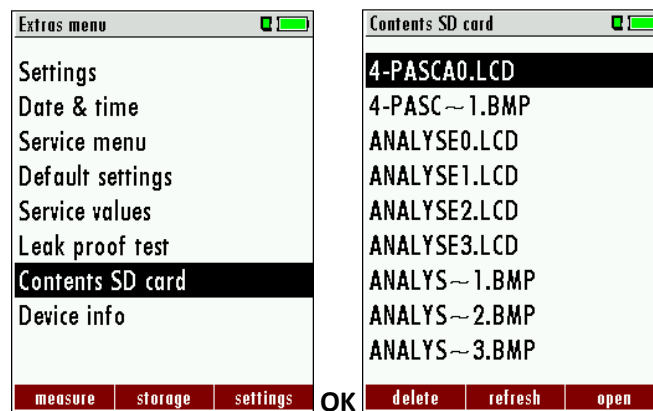 Extras menu
Settings
Date & time
Service menu
Default settings
Service values
Leak proof test
Contents SD card
Device info
measure storage settings
OK
Contents SD card
4-PASCA0.LCD
4-PASC~1.BMP
ANALYSE0.LCD
ANALYSE1.LCD
ANALYSE2.LCD
ANALYSE3.LCD
ANALYS~1.BMP
ANALYS~2.BMP
ANALYS~3.BMP
delete refresh open